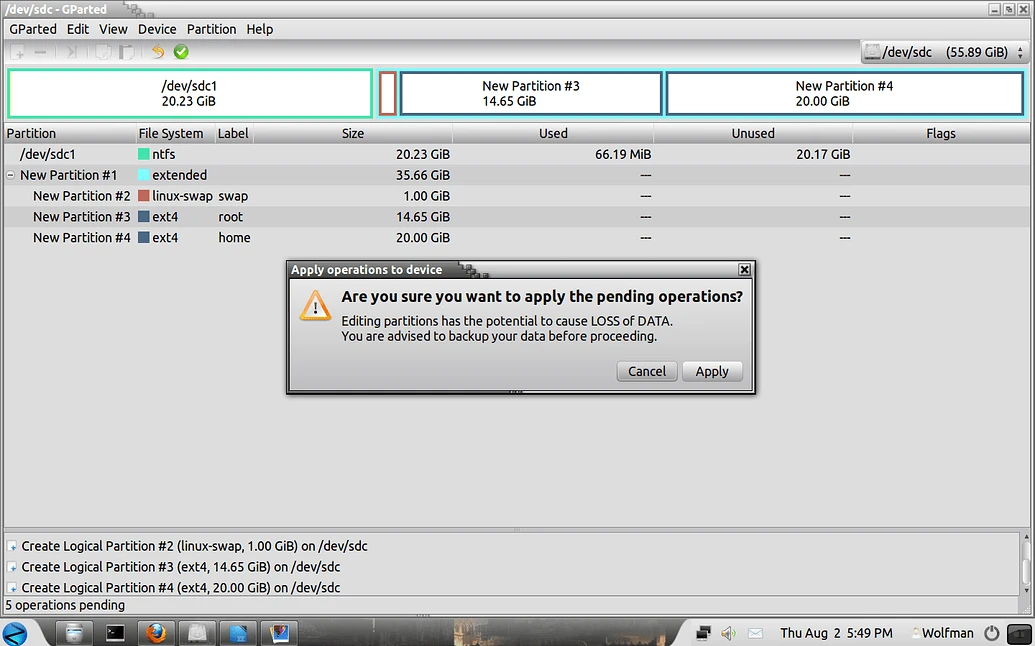 /dev/sdc - GParted
GParted Edit View Device Partition Help
/dev/sdc (55.89 GiB)
/dev/sdc1
20.23 GiB
New Partition #3
14.65 GiB
New Partition #4
20.00 GiB
Partition File System Label Size Used Unused Flags
/dev/sdc1 ntfs 20.23 GiB 66.19 MiB 20.17 GiB
New Partition #1 extended 35.66 GiB --- ---
New Partition #2 linux-swap swap 1.00 GiB --- ---
New Partition #3 ext4 root 14.65 GiB --- ---
New Partition #4 ext4 home 20.00 GiB --- ---
Apply operations to device
Are you sure you want to apply the pending operations?
Editing partitions has the potential to cause LOSS of DATA.
You are advised to backup your data before proceeding.
Cancel Apply
Create Logical Partition #2 (linux-swap, 1.00 GiB) on /dev/sdc
Create Logical Partition #3 (ext4, 14.65 GiB) on /dev/sdc
Create Logical Partition #4 (ext4, 20.00 GiB) on /dev/sdc
5 operations pending
Thu Aug 2 5:49 PM Wolfman